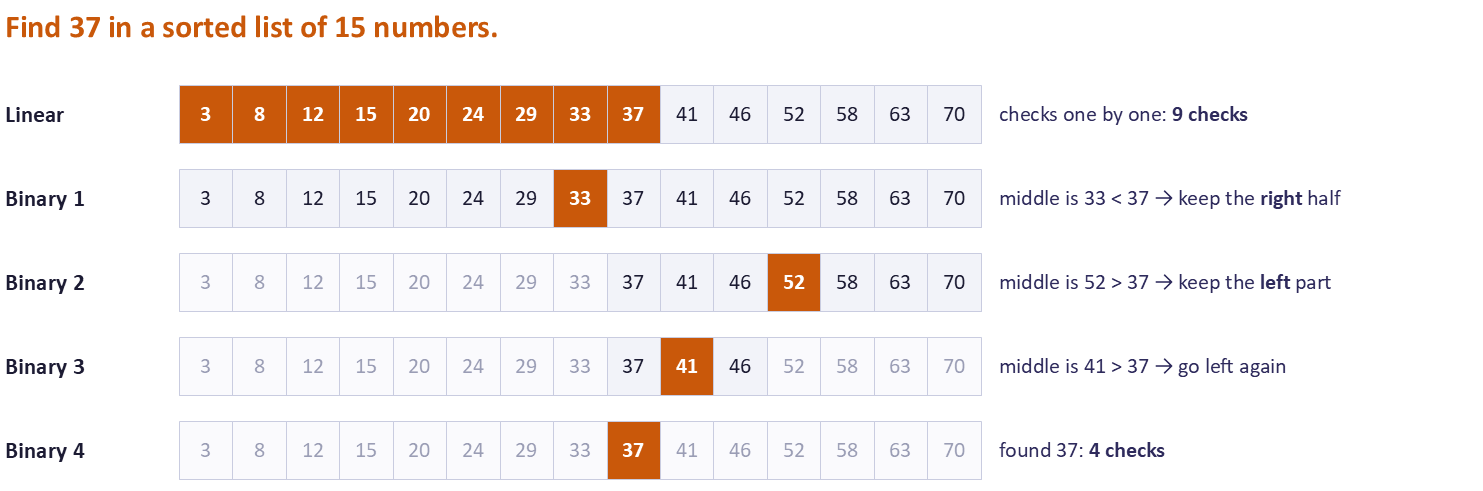 Find 37 in a sorted list of 15 numbers.
Linear 3 8 12 15 20 24 29 33 37 41 46 52 58 63 70 checks one by one: 9 checks
Binary 1 3 8 12 15 20 24 29 33 37 41 46 52 58 63 70 middle is 33 < 37 → keep the right half
Binary 2 3 8 12 15 20 24 29 33 37 41 46 52 58 63 70 middle is 52 > 37 → keep the left part
Binary 3 3 8 12 15 20 24 29 33 37 41 46 52 58 63 70 middle is 41 > 37 → go left again
Binary 4 3 8 12 15 20 24 29 33 37 41 46 52 58 63 70 found 37: 4 checks